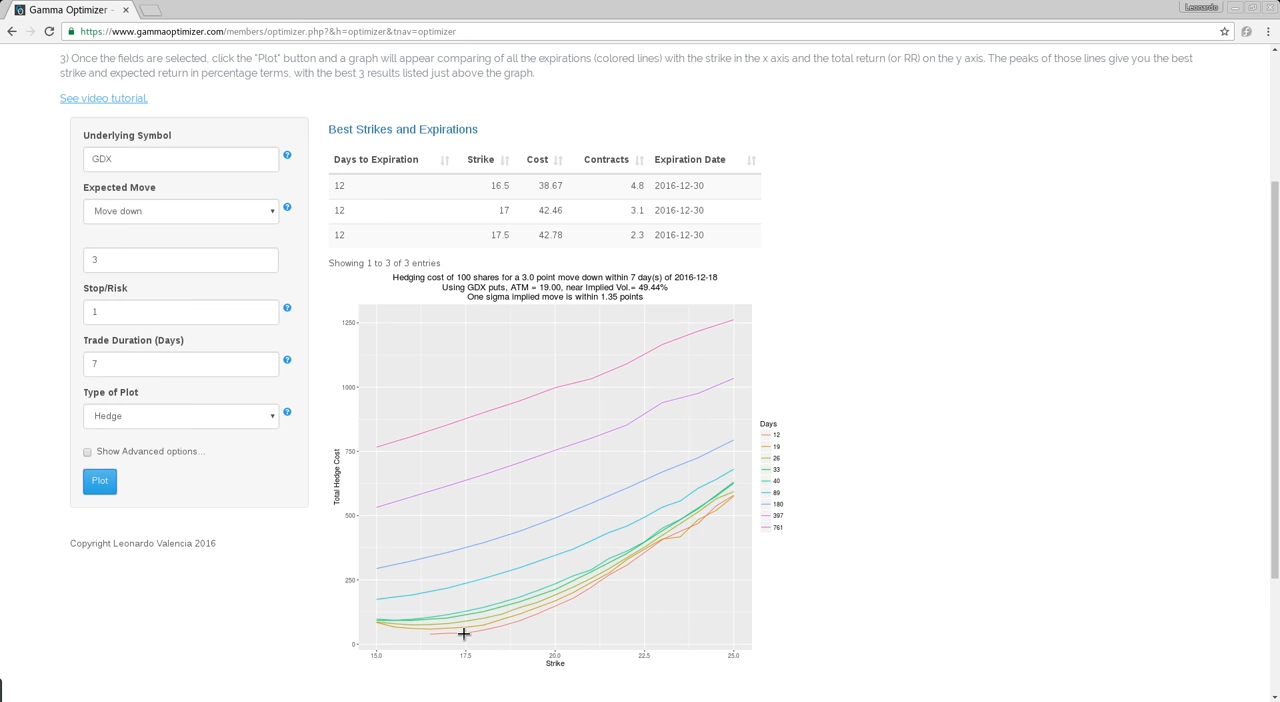 Gamma Optimizer -
Leonardo
https://www.gammaoptimizer.com/members/optimizer.php?&h=optimizer&tnav=optimizer
3) Once the fields are selected, click the "Plot" button and a graph will appear comparing of all the expirations (colored lines) with the strike in the x axis and the total return (or RR) on the y axis. The peaks of those lines give you the best
strike and expected return in percentage terms, with the best 3 results listed just above the graph.
See video tutorial.
Underlying Symbol
GDX
Expected Move
Move down
3
Stop/Risk
1
Trade Duration (Days)
7
Type of Plot
Hedge
Show Advanced options...
Plot
Copyright Leonardo Valencia 2016
Best Strikes and Expirations
Days to Expiration Strike Cost Contracts Expiration Date
12 16.5 38.67 4.8 2016-12-30
12 17 42.46 3.1 2016-12-30
12 17.5 42.78 2.3 2016-12-30
Showing 1 to 3 of 3 entries
Hedging cost of 100 shares for a 3.0 point move down within 7 day(s) of 2016-12-18
Using GDX puts, ATM = 19.00, near Implied Vol.= 49.44%
One sigma implied move is within 1.35 points
Total Hedge Cost
1250
1000
750
500
250
0
15.0 17.5 20.0 22.5 25.0
Strike
Days
12
19
26
33
40
89
180
397
761